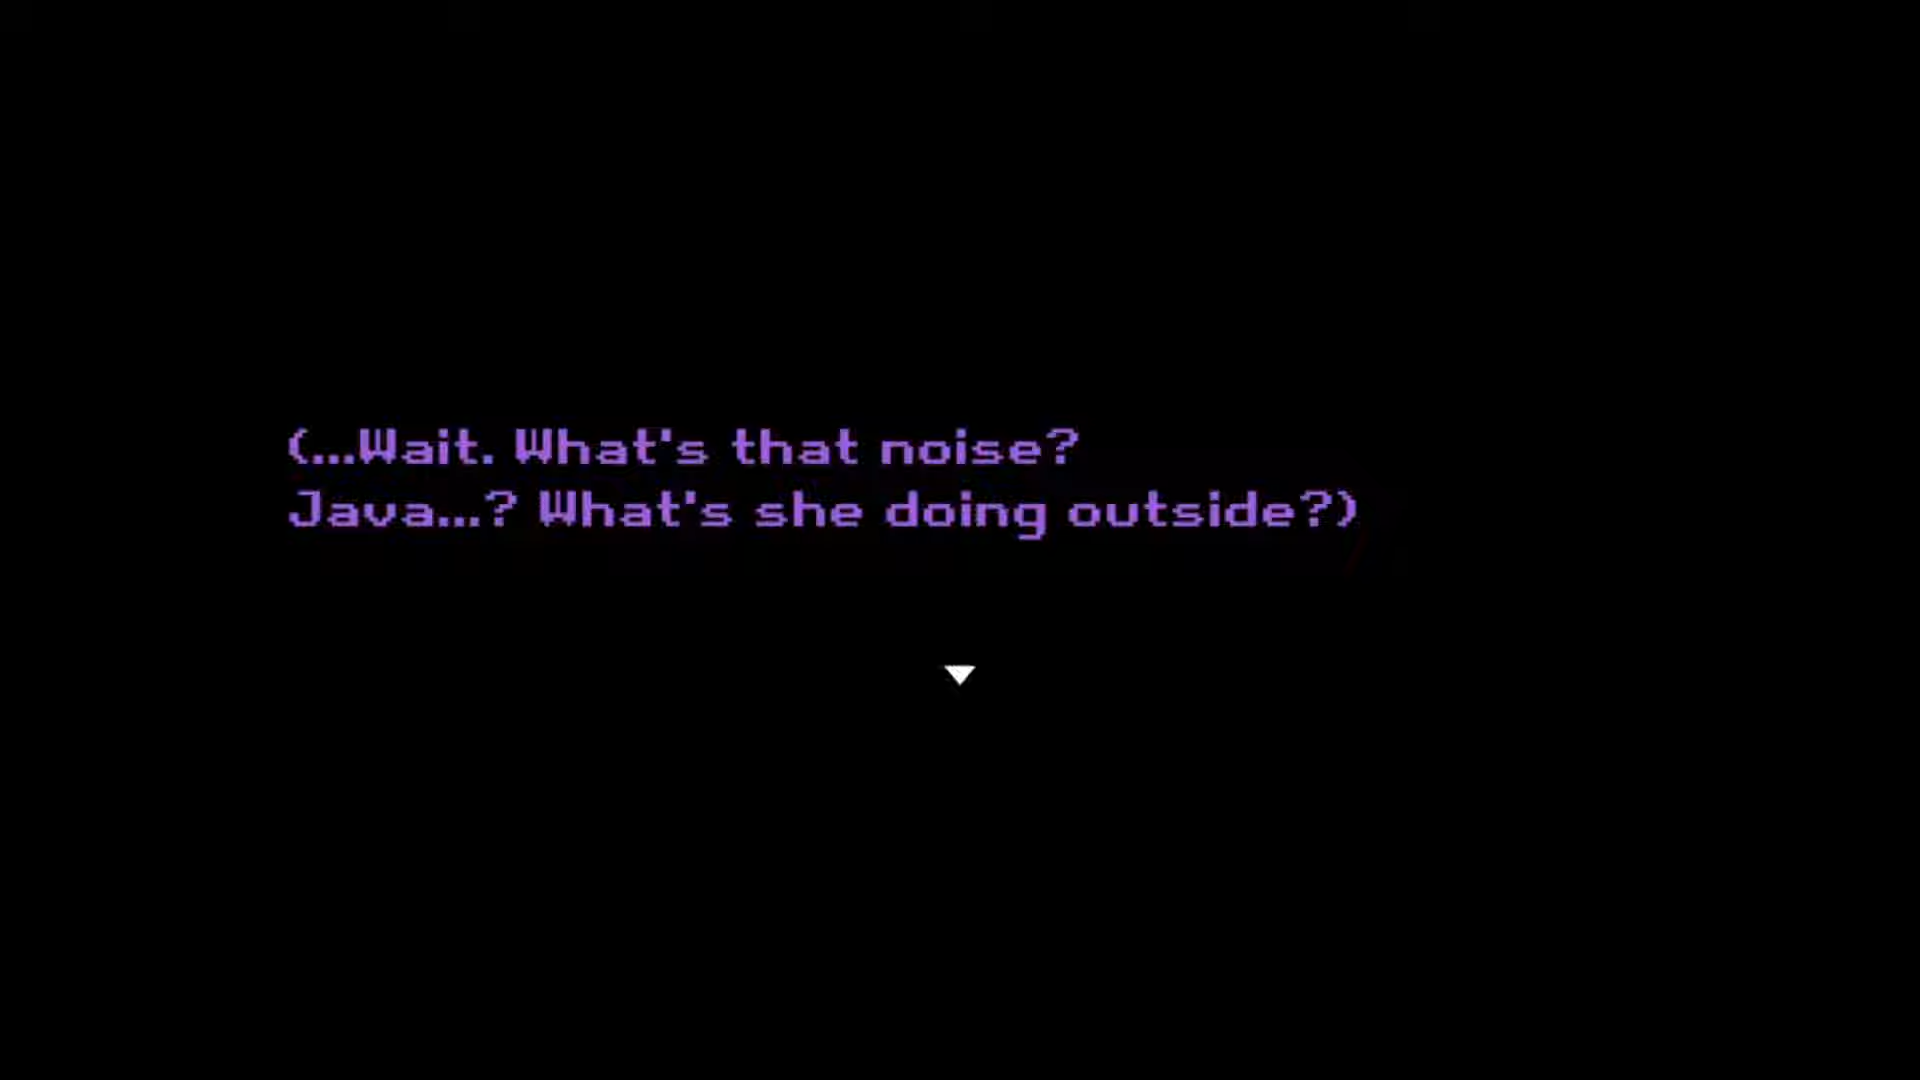 (...Wait. What's that noise?
Java...? What's she doing outside?)